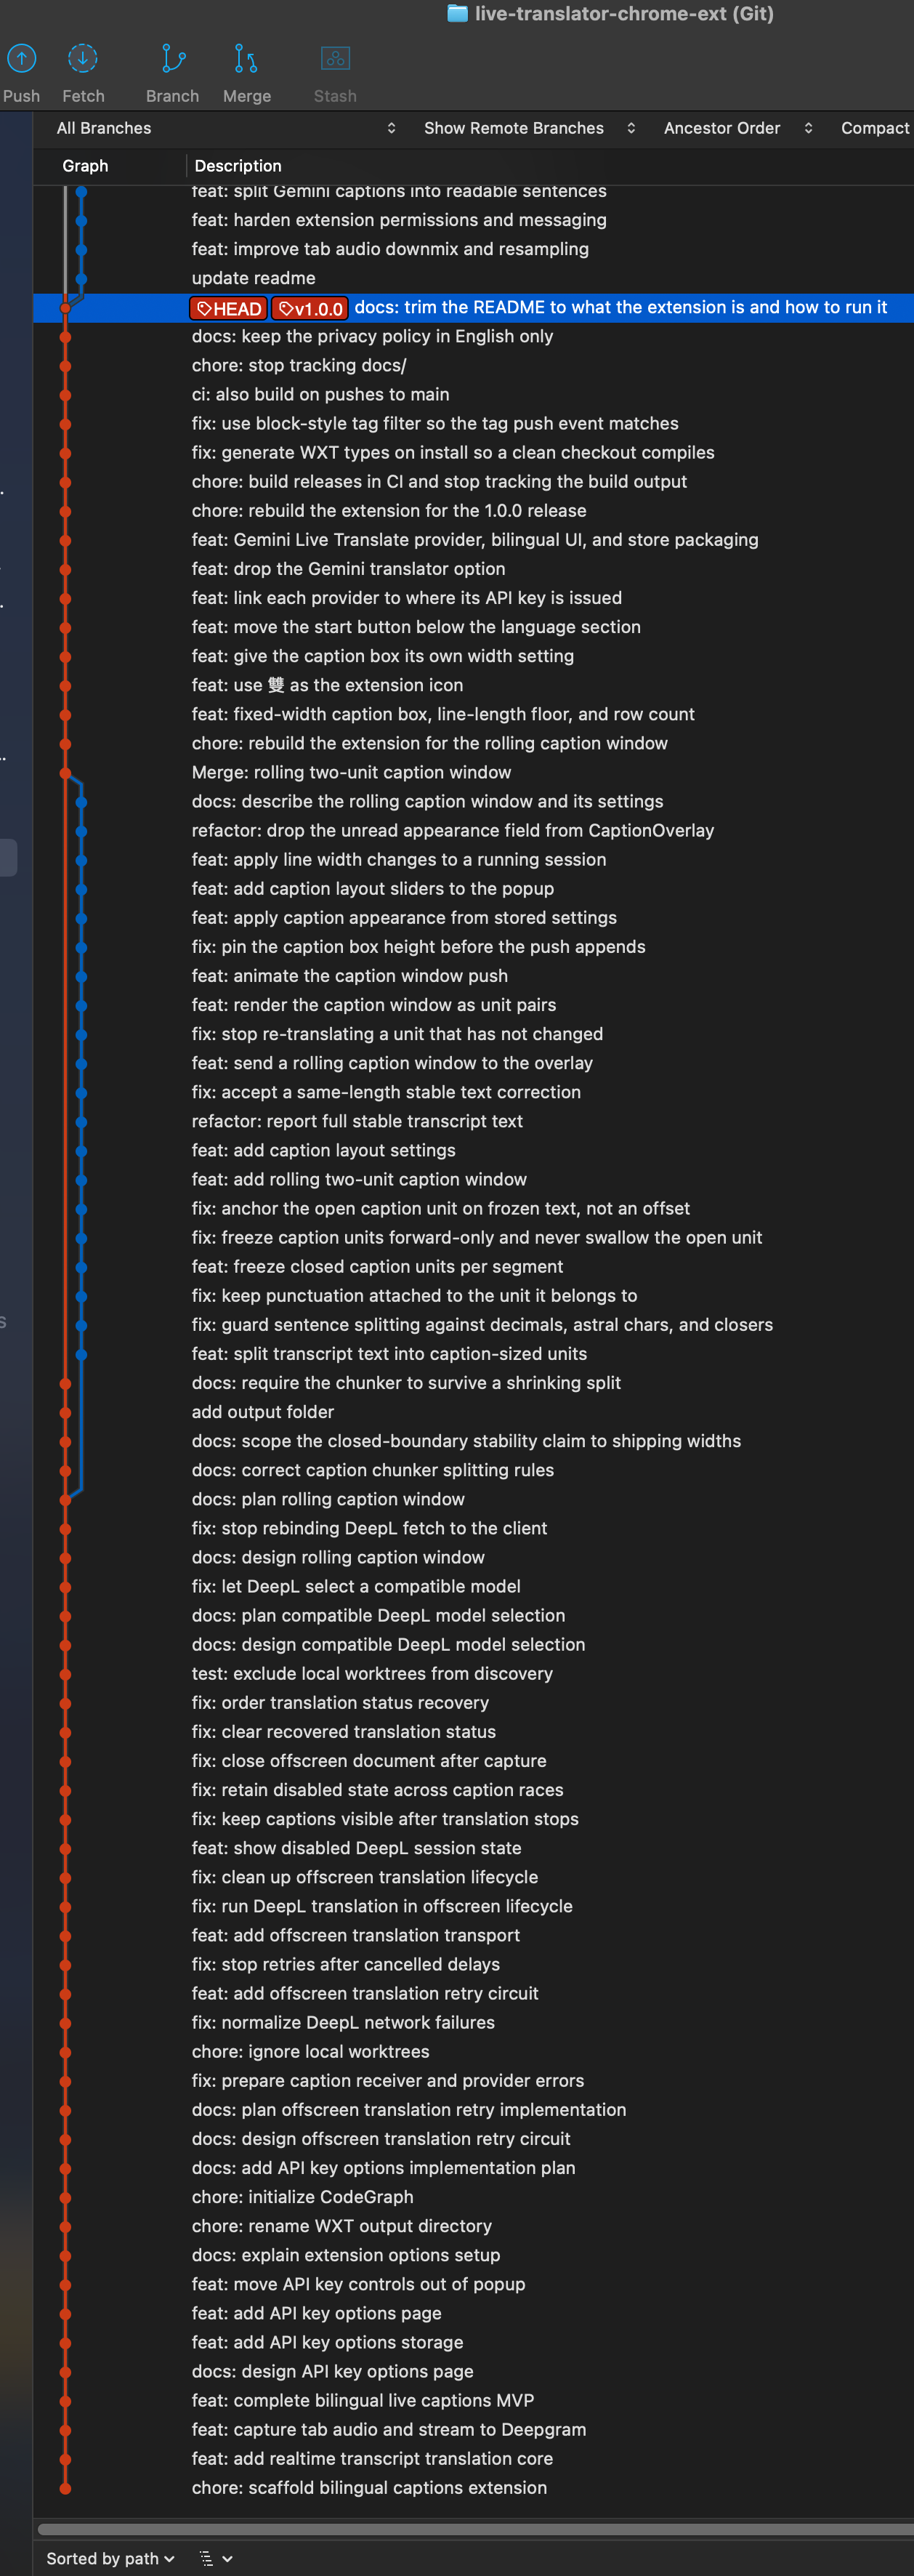 live-translator-chrome-ext (Git)
Push Fetch Branch Merge Stash
All Branches Show Remote Branches Ancestor Order Compact
Graph Description
feat: split Gemini captions into readable sentences
feat: harden extension permissions and messaging
feat: improve tab audio downmix and resampling
update readme
HEAD v1.0.0 docs: trim the README to what the extension is and how to run it
docs: keep the privacy policy in English only
chore: stop tracking docs/
ci: also build on pushes to main
fix: use block-style tag filter so the tag push event matches
fix: generate WXT types on install so a clean checkout compiles
chore: build releases in CI and stop tracking the build output
chore: rebuild the extension for the 1.0.0 release
feat: Gemini Live Translate provider, bilingual UI, and store packaging
feat: drop the Gemini translator option
feat: link each provider to where its API key is issued
feat: move the start button below the language section
feat: give the caption box its own width setting
feat: use 雙 as the extension icon
feat: fixed-width caption box, line-length floor, and row count
chore: rebuild the extension for the rolling caption window
Merge: rolling two-unit caption window
docs: describe the rolling caption window and its settings
refactor: drop the unread appearance field from CaptionOverlay
feat: apply line width changes to a running session
feat: add caption layout sliders to the popup
feat: apply caption appearance from stored settings
fix: pin the caption box height before the push appends
feat: animate the caption window push
feat: render the caption window as unit pairs
fix: stop re-translating a unit that has not changed
feat: send a rolling caption window to the overlay
fix: accept a same-length stable text correction
refactor: report full stable transcript text
feat: add caption layout settings
feat: add rolling two-unit caption window
fix: anchor the open caption unit on frozen text, not an offset
fix: freeze caption units forward-only and never swallow the open unit
feat: freeze closed caption units per segment
fix: keep punctuation attached to the unit it belongs to
fix: guard sentence splitting against decimals, astral chars, and closers
feat: split transcript text into caption-sized units
docs: require the chunker to survive a shrinking split
add output folder
docs: scope the closed-boundary stability claim to shipping widths
docs: correct caption chunker splitting rules
docs: plan rolling caption window
fix: stop rebinding DeepL fetch to the client
docs: design rolling caption window
fix: let DeepL select a compatible model
docs: plan compatible DeepL model selection
docs: design compatible DeepL model selection
test: exclude local worktrees from discovery
fix: order translation status recovery
fix: clear recovered translation status
fix: close offscreen document after capture
fix: retain disabled state across caption races
fix: keep captions visible after translation stops
feat: show disabled DeepL session state
fix: clean up offscreen translation lifecycle
fix: run DeepL translation in offscreen lifecycle
feat: add offscreen translation transport
fix: stop retries after cancelled delays
feat: add offscreen translation retry circuit
fix: normalize DeepL network failures
chore: ignore local worktrees
fix: prepare caption receiver and provider errors
docs: plan offscreen translation retry implementation
docs: design offscreen translation retry circuit
docs: add API key options implementation plan
chore: initialize CodeGraph
chore: rename WXT output directory
docs: explain extension options setup
feat: move API key controls out of popup
feat: add API key options page
feat: add API key options storage
docs: design API key options page
feat: complete bilingual live captions MVP
feat: capture tab audio and stream to Deepgram
feat: add realtime transcript translation core
chore: scaffold bilingual captions extension
Sorted by path